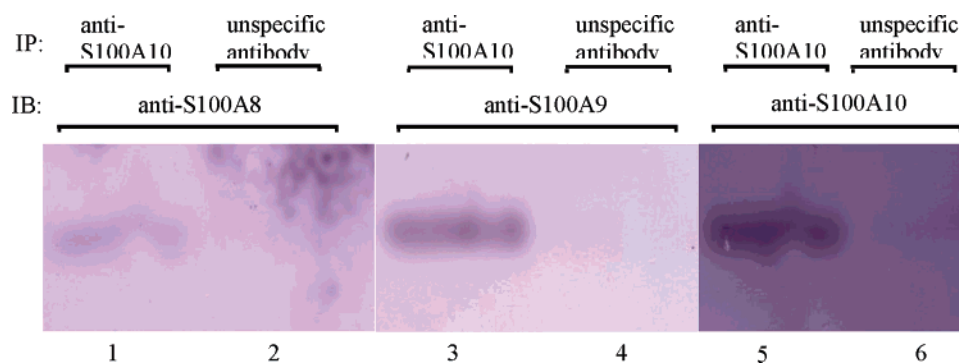 IP: anti-S100A10 unspecific antibody anti-S100A10 unspecific antibody anti-S100A10 unspecific antibody
IB: anti-S100A8 anti-S100A9 anti-S100A10
1 2 3 4 5 6